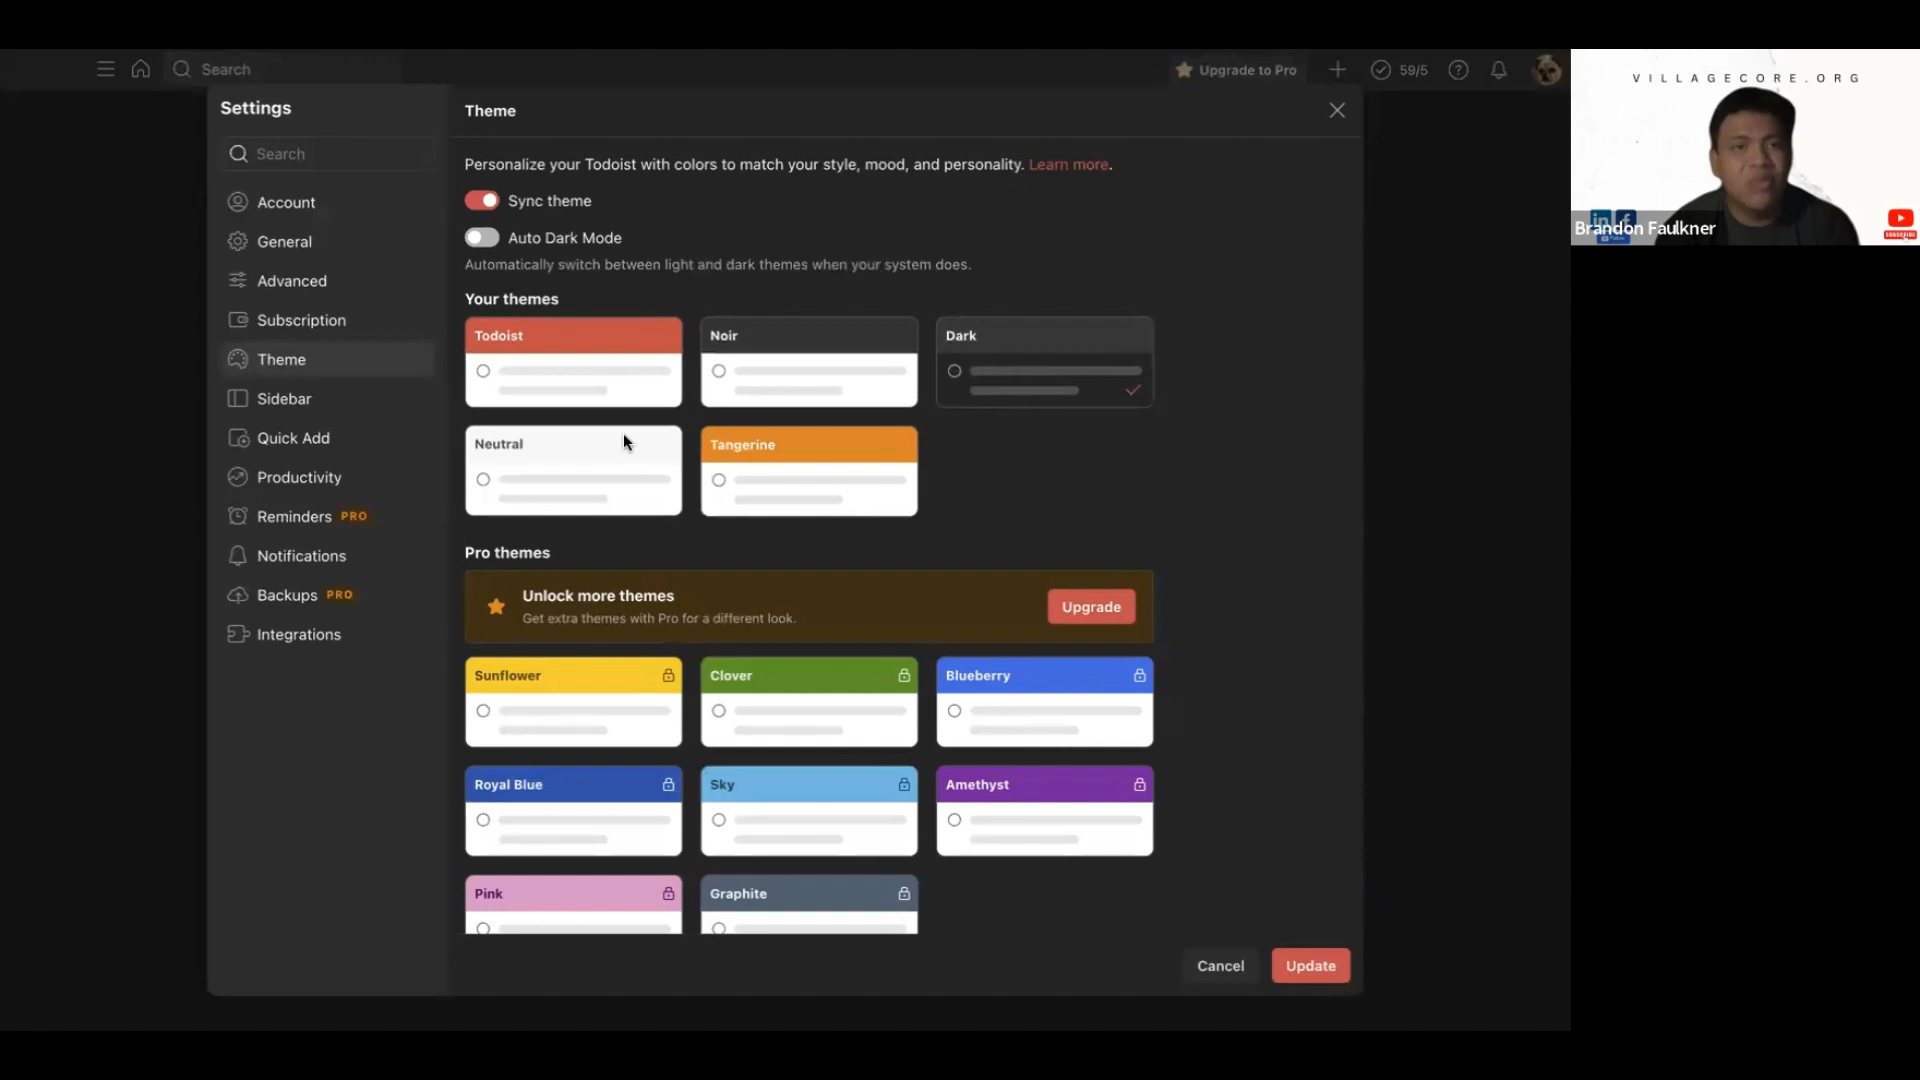 Search
Upgrade to Pro
59/5
VILLAGECORE.ORG
Settings
Search
Account
General
Advanced
Subscription
Theme
Sidebar
Quick Add
Productivity
Reminders PRO
Notifications
Backups PRO
Integrations
Theme
Personalize your Todoist with colors to match your style, mood, and personality. Learn more.
Sync theme
Auto Dark Mode
Automatically switch between light and dark themes when your system does.
Your themes
Todoist
Noir
Dark
Neutral
Tangerine
Pro themes
Unlock more themes
Get extra themes with Pro for a different look.
Upgrade
Sunflower
Clover
Blueberry
Royal Blue
Sky
Amethyst
Pink
Graphite
Cancel
Update
in f
Brandon Faulkner